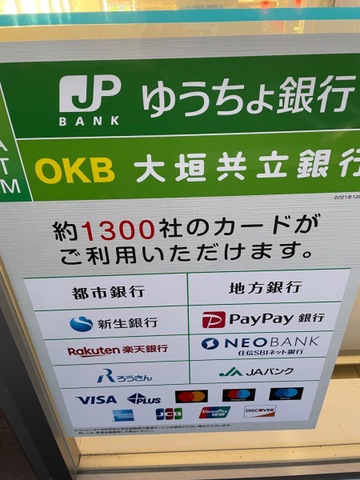 A
T
M
JP
BANK
ゆうちょ銀行
OKB 大垣共立銀行
約1300社のカードが
ご利用いただけます。
都市銀行 地方銀行
新生銀行 PayPay 銀行
Rakuten 楽天銀行 NEOBANK
住信SBIネット銀行
ろうきん JAバンク
VISA PLUS
JCB UnionPay 銀联 DISCOVER